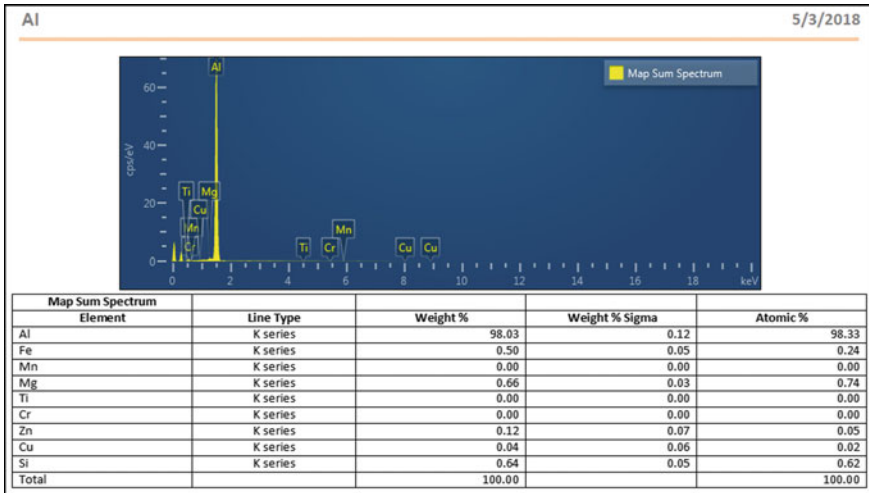 Al 5/3/2018
Map Sum Spectrum
cps/eV
60
40
20
0
Al
Ti Mg
Cu
Mn
Cr
Mn
Ti Cr Cu Cu
0 2 4 6 8 10 12 14 16 18 keV
Map Sum Spectrum
Element Line Type Weight % Weight % Sigma Atomic %
Al K series 98.03 0.12 98.33
Fe K series 0.50 0.05 0.24
Mn K series 0.00 0.00 0.00
Mg K series 0.66 0.03 0.74
Ti K series 0.00 0.00 0.00
Cr K series 0.00 0.00 0.00
Zn K series 0.12 0.07 0.05
Cu K series 0.04 0.06 0.02
Si K series 0.64 0.05 0.62
Total 100.00 100.00